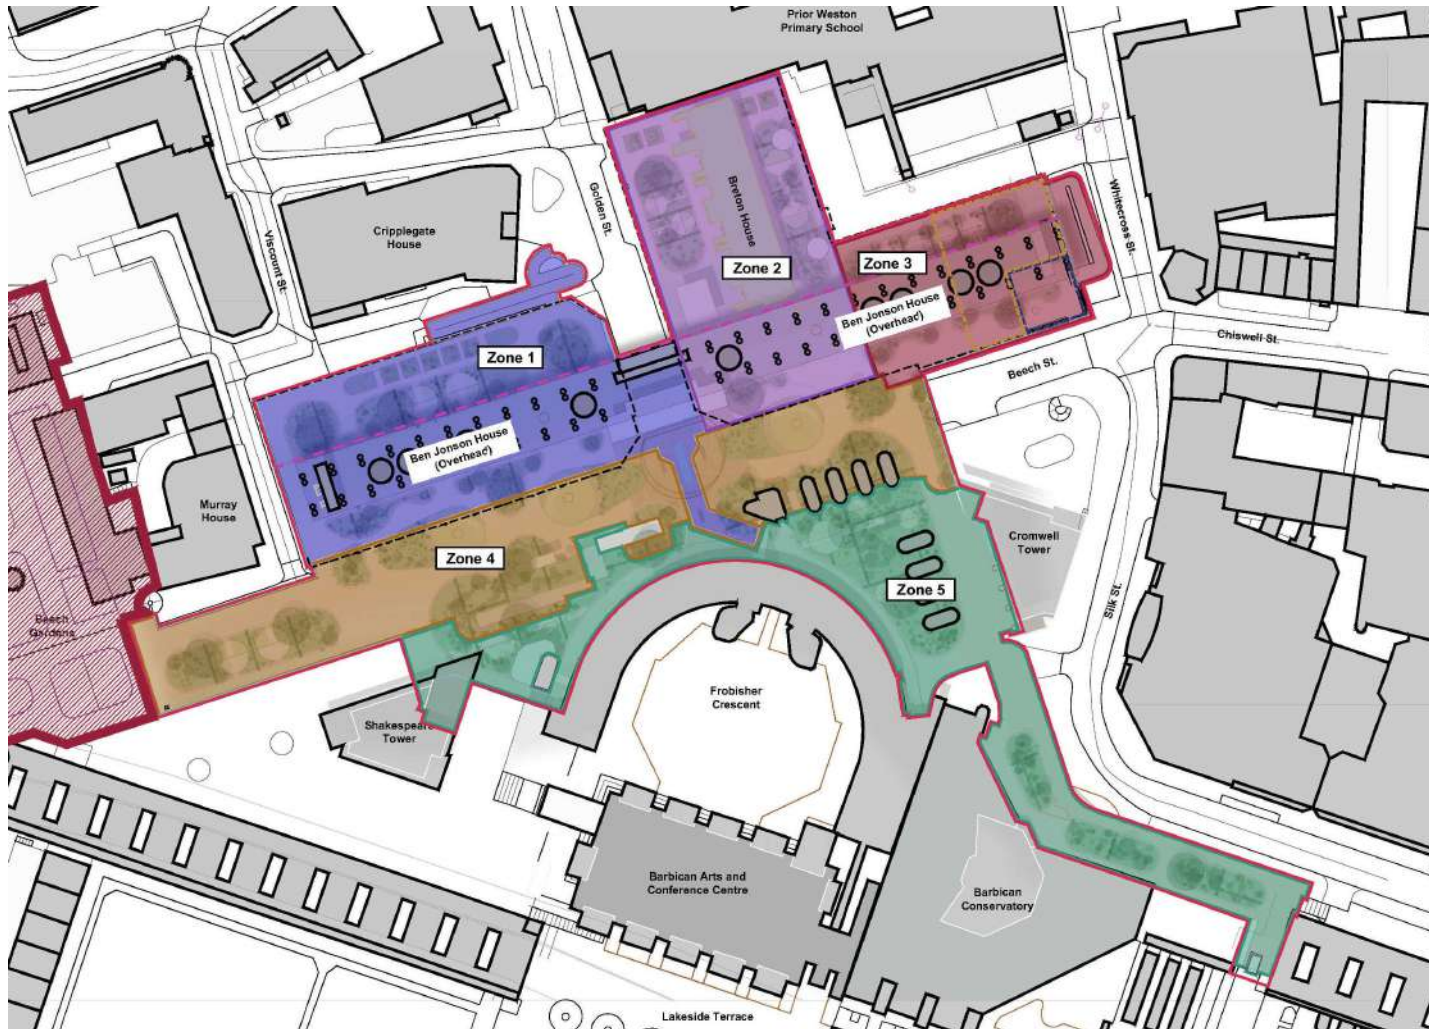 Prior Weston
Primary School
Golden St.
Breton House
Whitecross St.
Cripplegate
House
Viscount St.
Zone 2
Zone 3
Ben Jonson House
(Overhead)
Chiswell St.
Zone 1
Beech St.
Ben Jonson House
(Overhead)
Murray
House
Cromwell
Tower
Zone 4
Zone 5
Silk St.
Beech
Gardens
Frobisher
Crescent
Shakespeare
Tower
Barbican Arts and
Conference Centre
Barbican
Conservatory
Lakeside Terrace